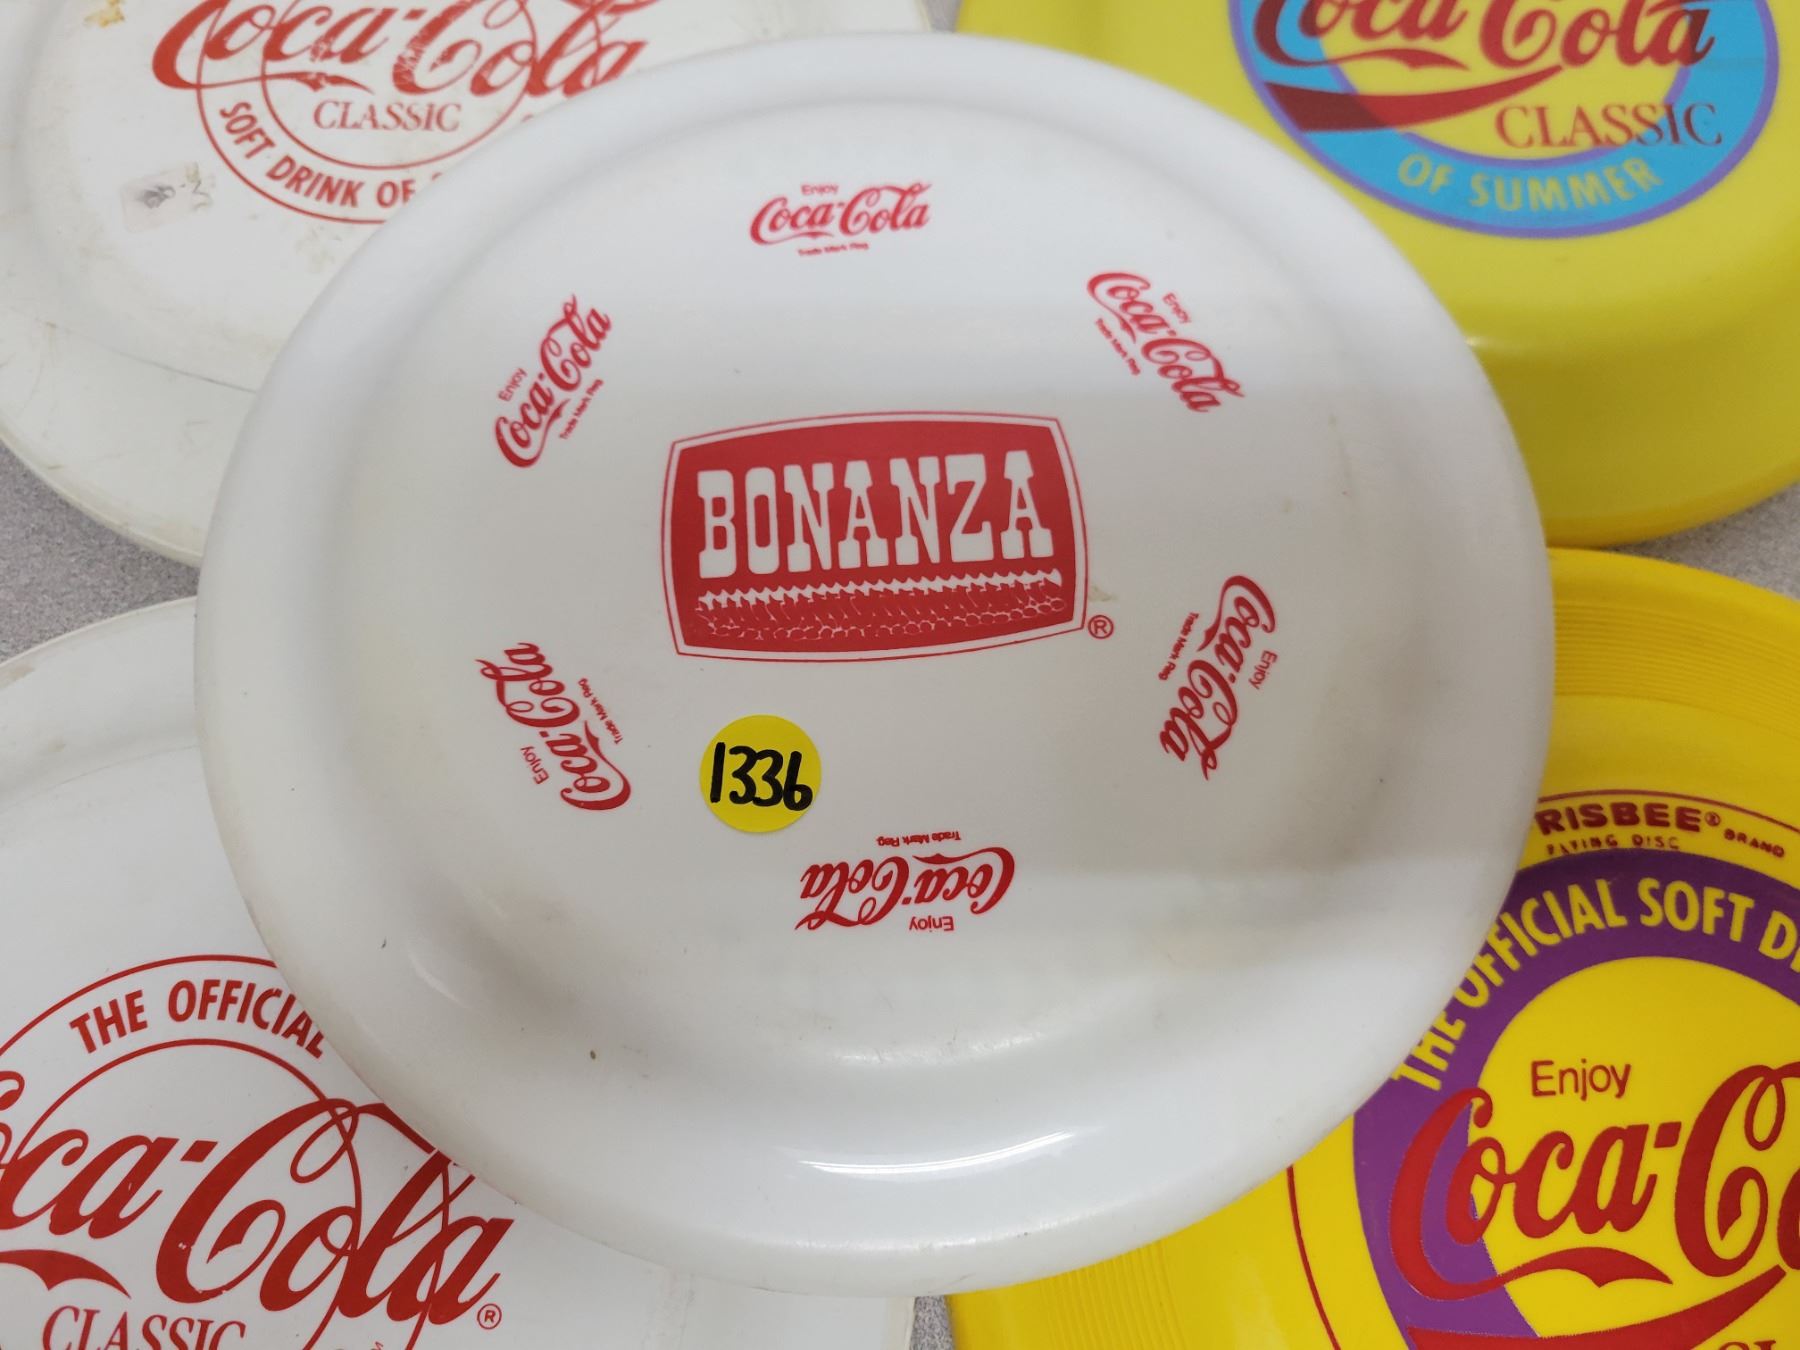 Coca-Cola
CLASSIC
SOFT DRINK OF
Coca-Cola
CLASSIC
OF SUMMER
Enjoy
Coca-Cola
Trade Mark Reg
Enjoy
Coca-Cola
Trade Mark Reg
Enjoy
Coca-Cola
Trade Mark Reg
BONANZA
®
Enjoy
Coca-Cola
Trade Mark Reg
Enjoy
Coca-Cola
Trade Mark Reg
1336
Enjoy
Coca-Cola
Trade Mark Reg.
RISBEE® BRAND
FLYING DISC
THE OFFICIAL SOFT D
Enjoy
Coca-Co
THE OFFICIAL
oca-Cola®
CLASSIC